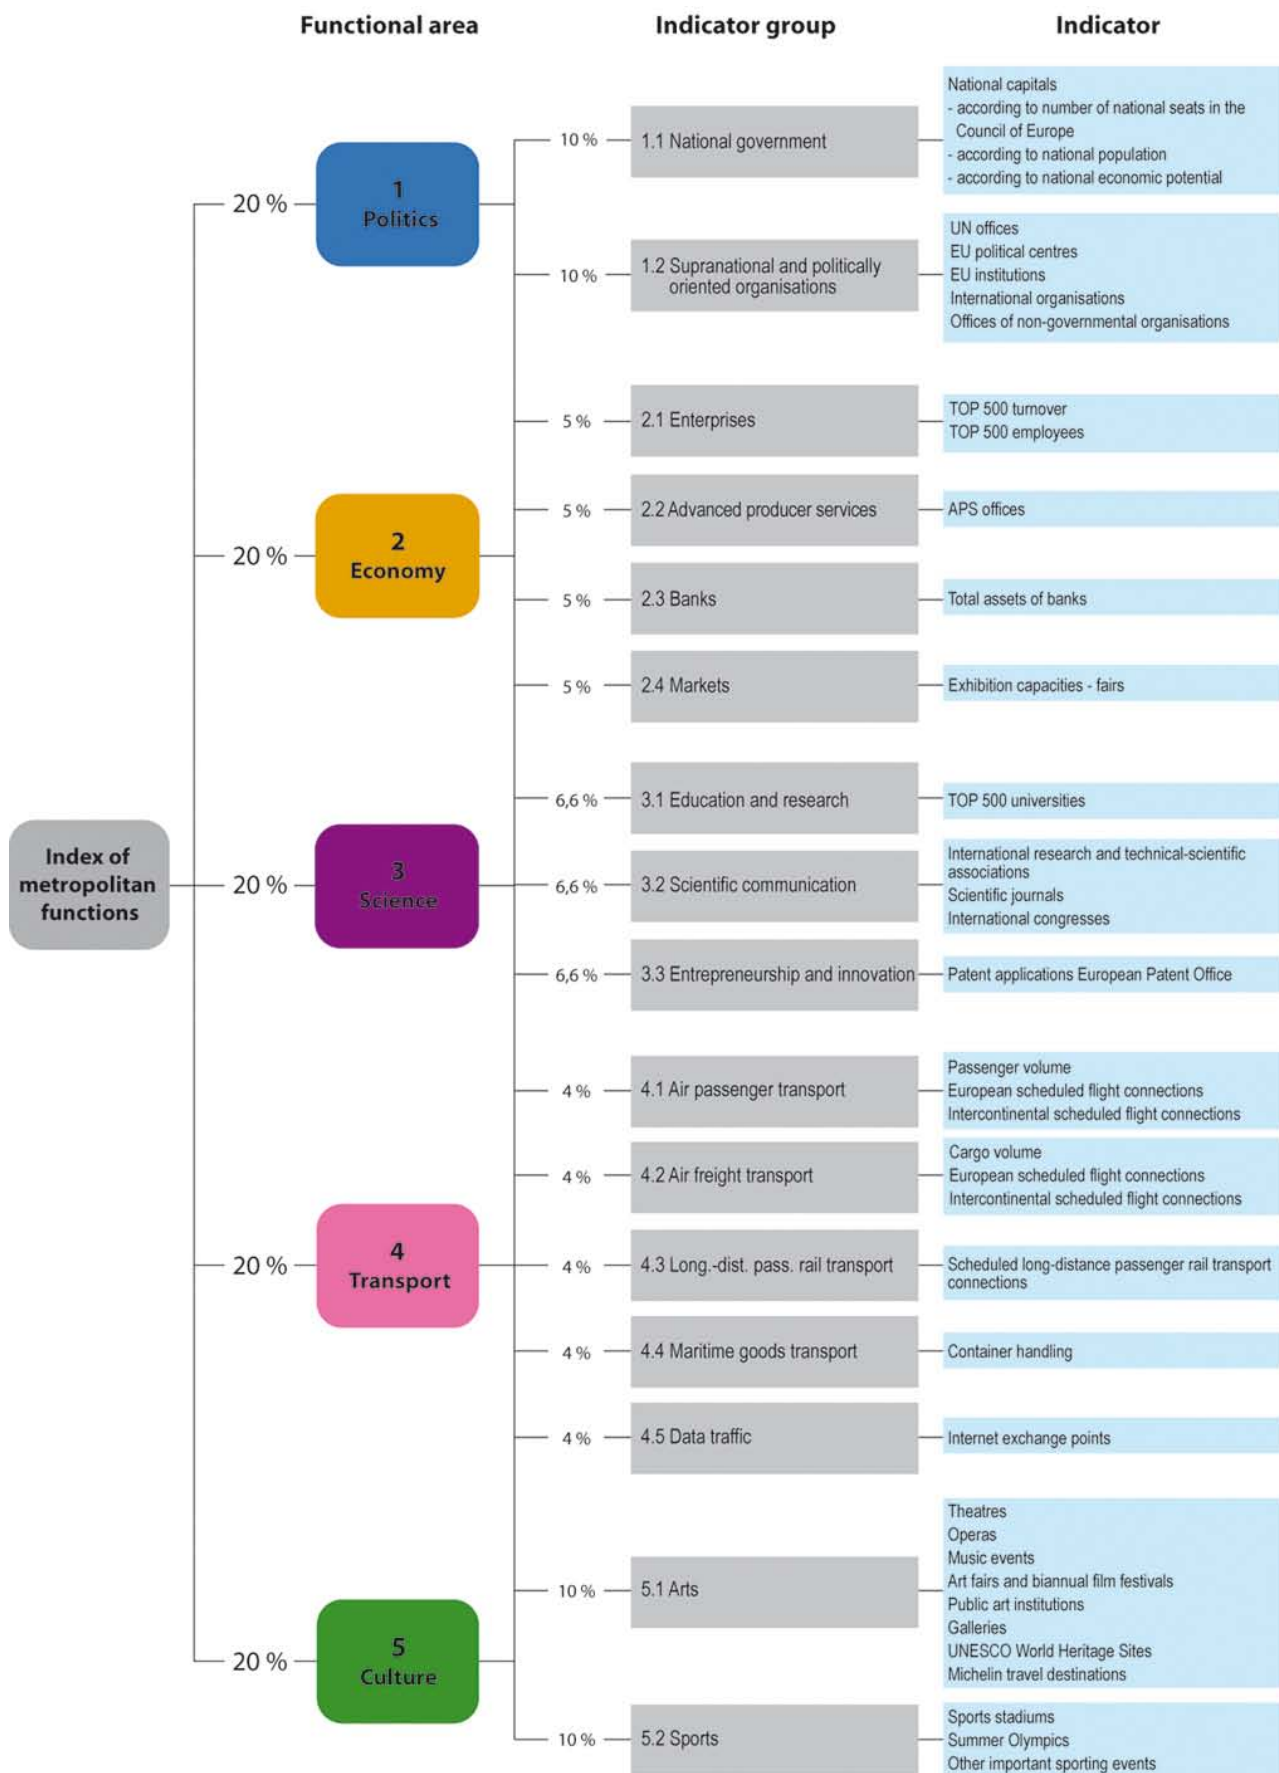 Functional area
Indicator group
Indicator
Index of
metropolitan
functions
20 %
1
Politics
10 %
1.1 National government
National capitals
- according to number of national seats in the
Council of Europe
- according to national population
- according to national economic potential
10 %
1.2 Supranational and politically
oriented organisations
UN offices
EU political centres
EU institutions
International organisations
Offices of non-governmental organisations
20 %
2
Economy
5 %
2.1 Enterprises
TOP 500 turnover
TOP 500 employees
5 %
2.2 Advanced producer services
APS offices
5 %
2.3 Banks
Total assets of banks
5 %
2.4 Markets
Exhibition capacities - fairs
20 %
3
Science
6,6 %
3.1 Education and research
TOP 500 universities
6,6 %
3.2 Scientific communication
International research and technical-scientific
associations
Scientific journals
International congresses
6,6 %
3.3 Entrepreneurship and innovation
Patent applications European Patent Office
20 %
4
Transport
4 %
4.1 Air passenger transport
Passenger volume
European scheduled flight connections
Intercontinental scheduled flight connections
4 %
4.2 Air freight transport
Cargo volume
European scheduled flight connections
Intercontinental scheduled flight connections
4 %
4.3 Long.-dist. pass. rail transport
Scheduled long-distance passenger rail transport
connections
4 %
4.4 Maritime goods transport
Container handling
4 %
4.5 Data traffic
Internet exchange points
20 %
5
Culture
10 %
5.1 Arts
Theatres
Operas
Music events
Art fairs and biannual film festivals
Public art institutions
Galleries
UNESCO World Heritage Sites
Michelin travel destinations
10 %
5.2 Sports
Sports stadiums
Summer Olympics
Other important sporting events